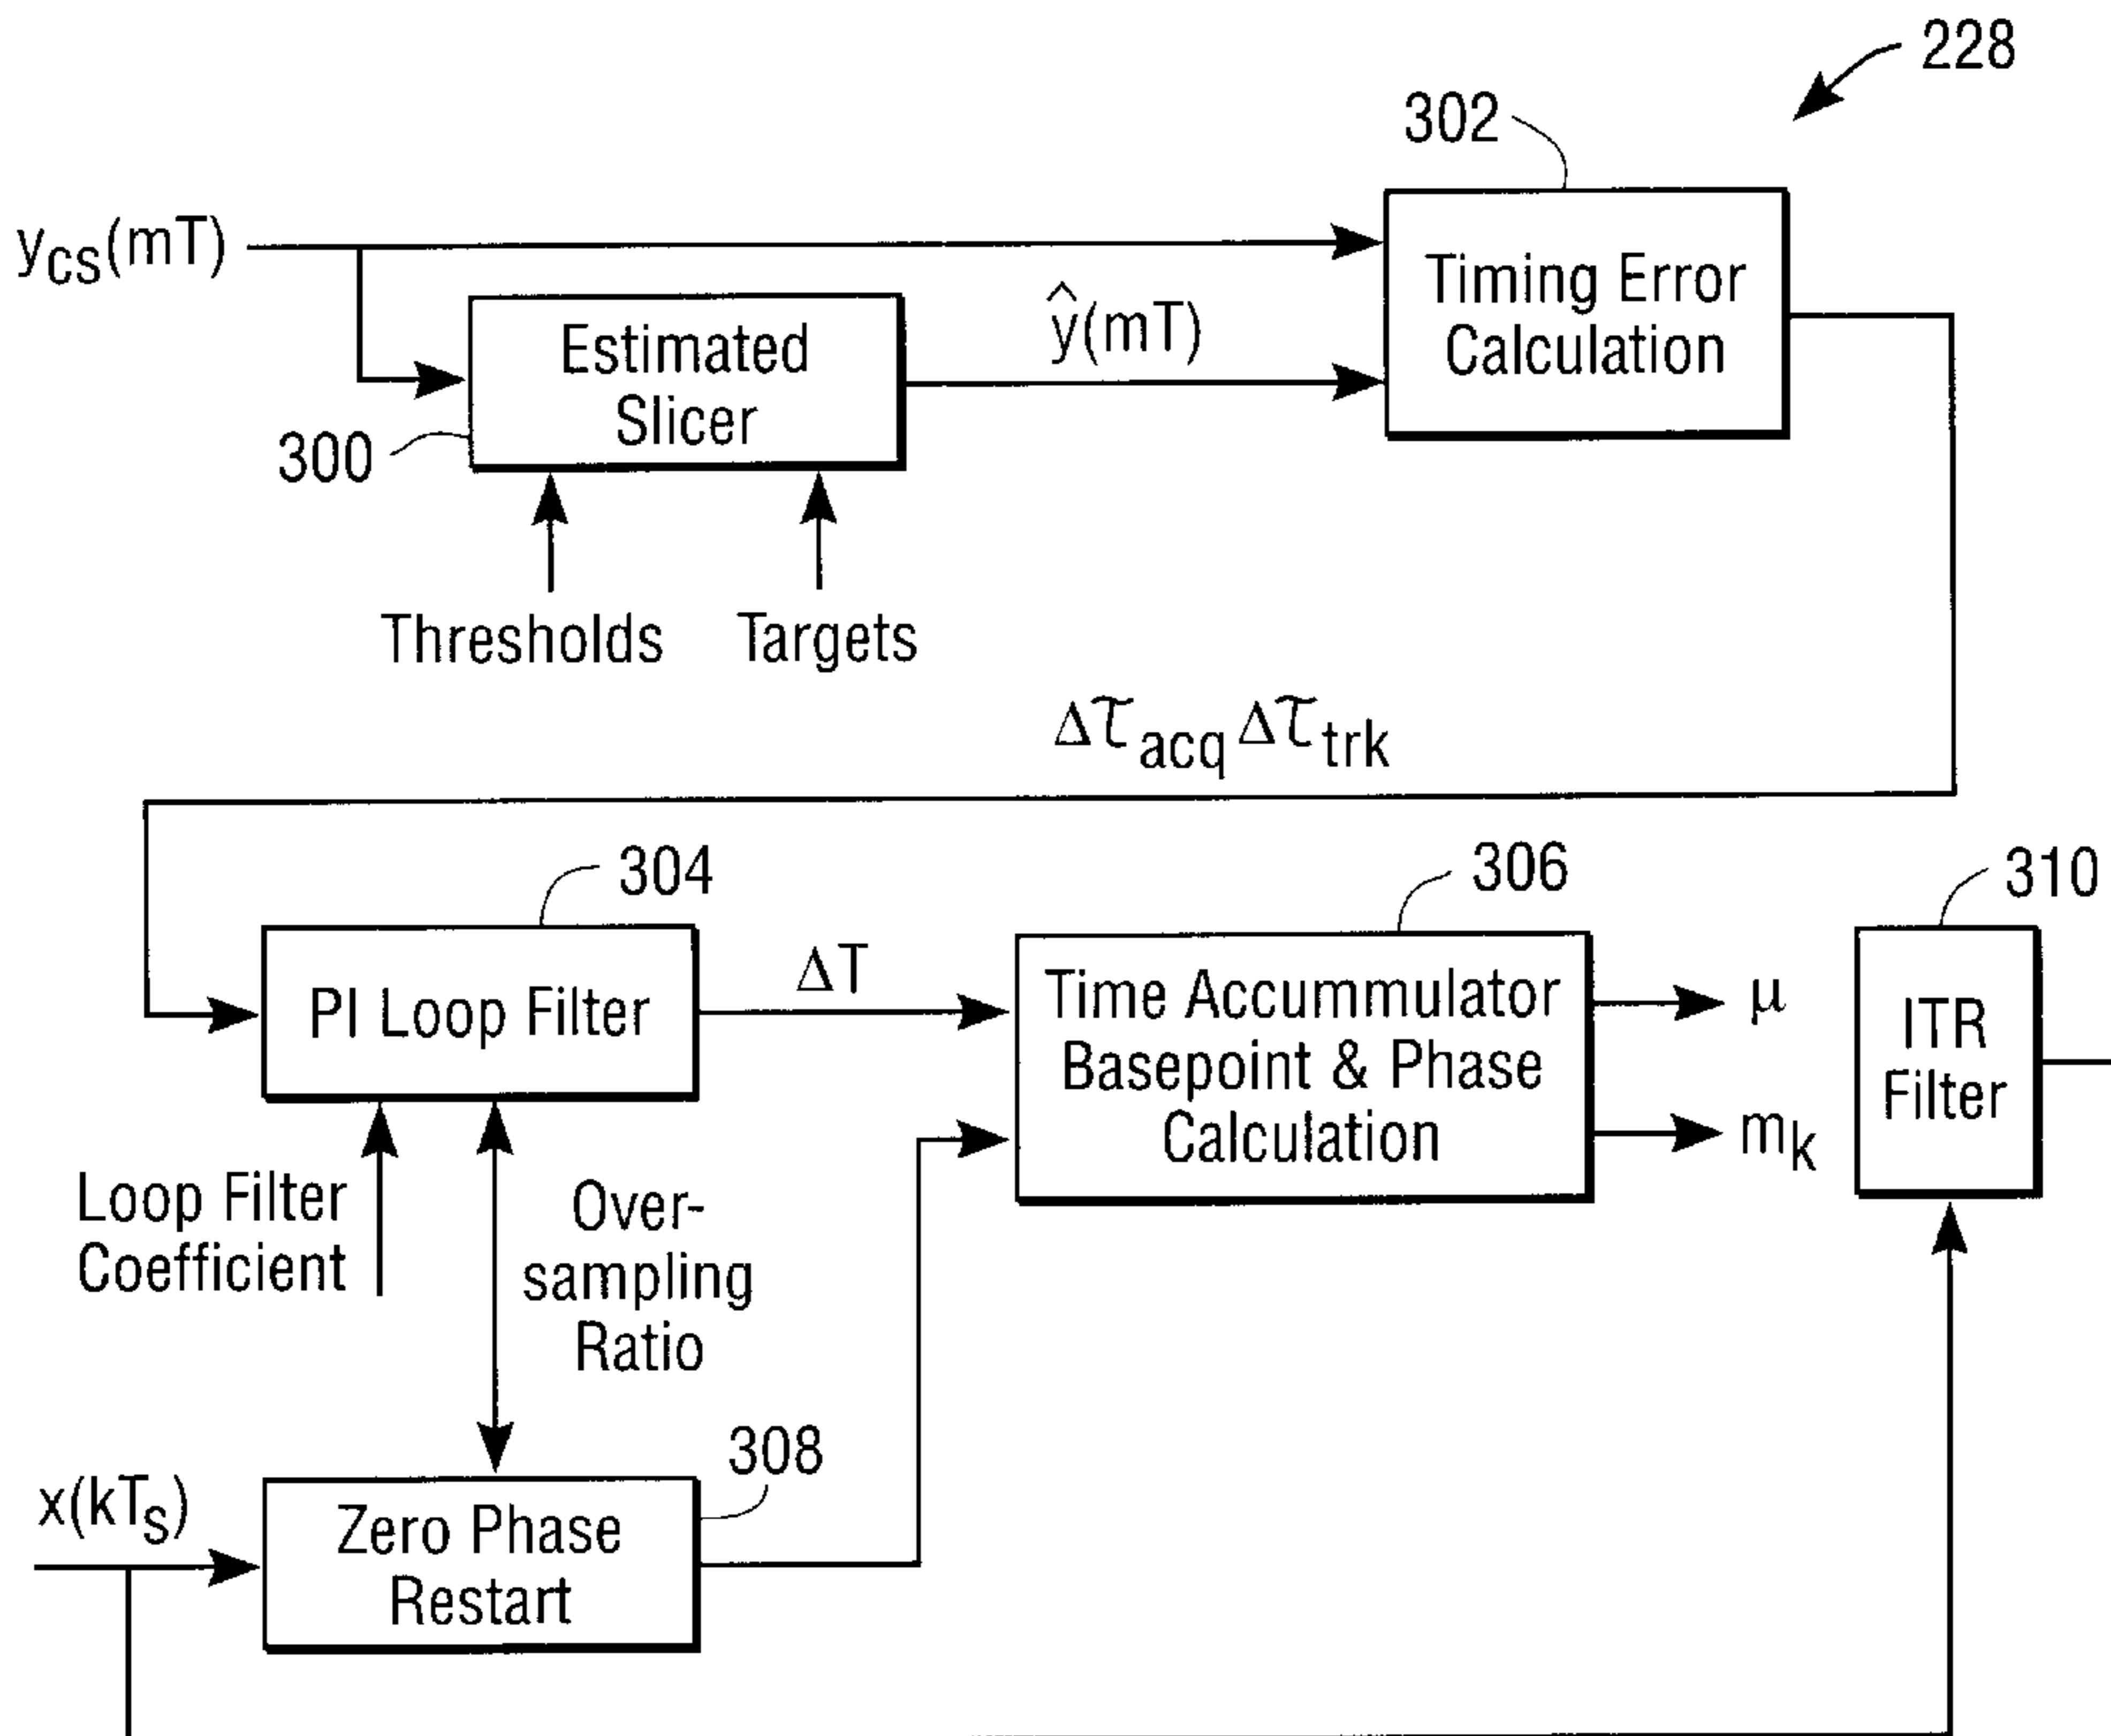 228
302
y_cs(mT)
Timing Error
Calculation
Estimated
Slicer
ŷ(mT)
300
Thresholds
Targets
Δτ_acq Δτ_trk
304
306
310
PI Loop Filter
ΔT
Time Accummulator
Basepoint & Phase
Calculation
μ
m_k
ITR
Filter
Loop Filter
Coefficient
Over-
sampling
Ratio
308
x(kT_s)
Zero Phase
Restart